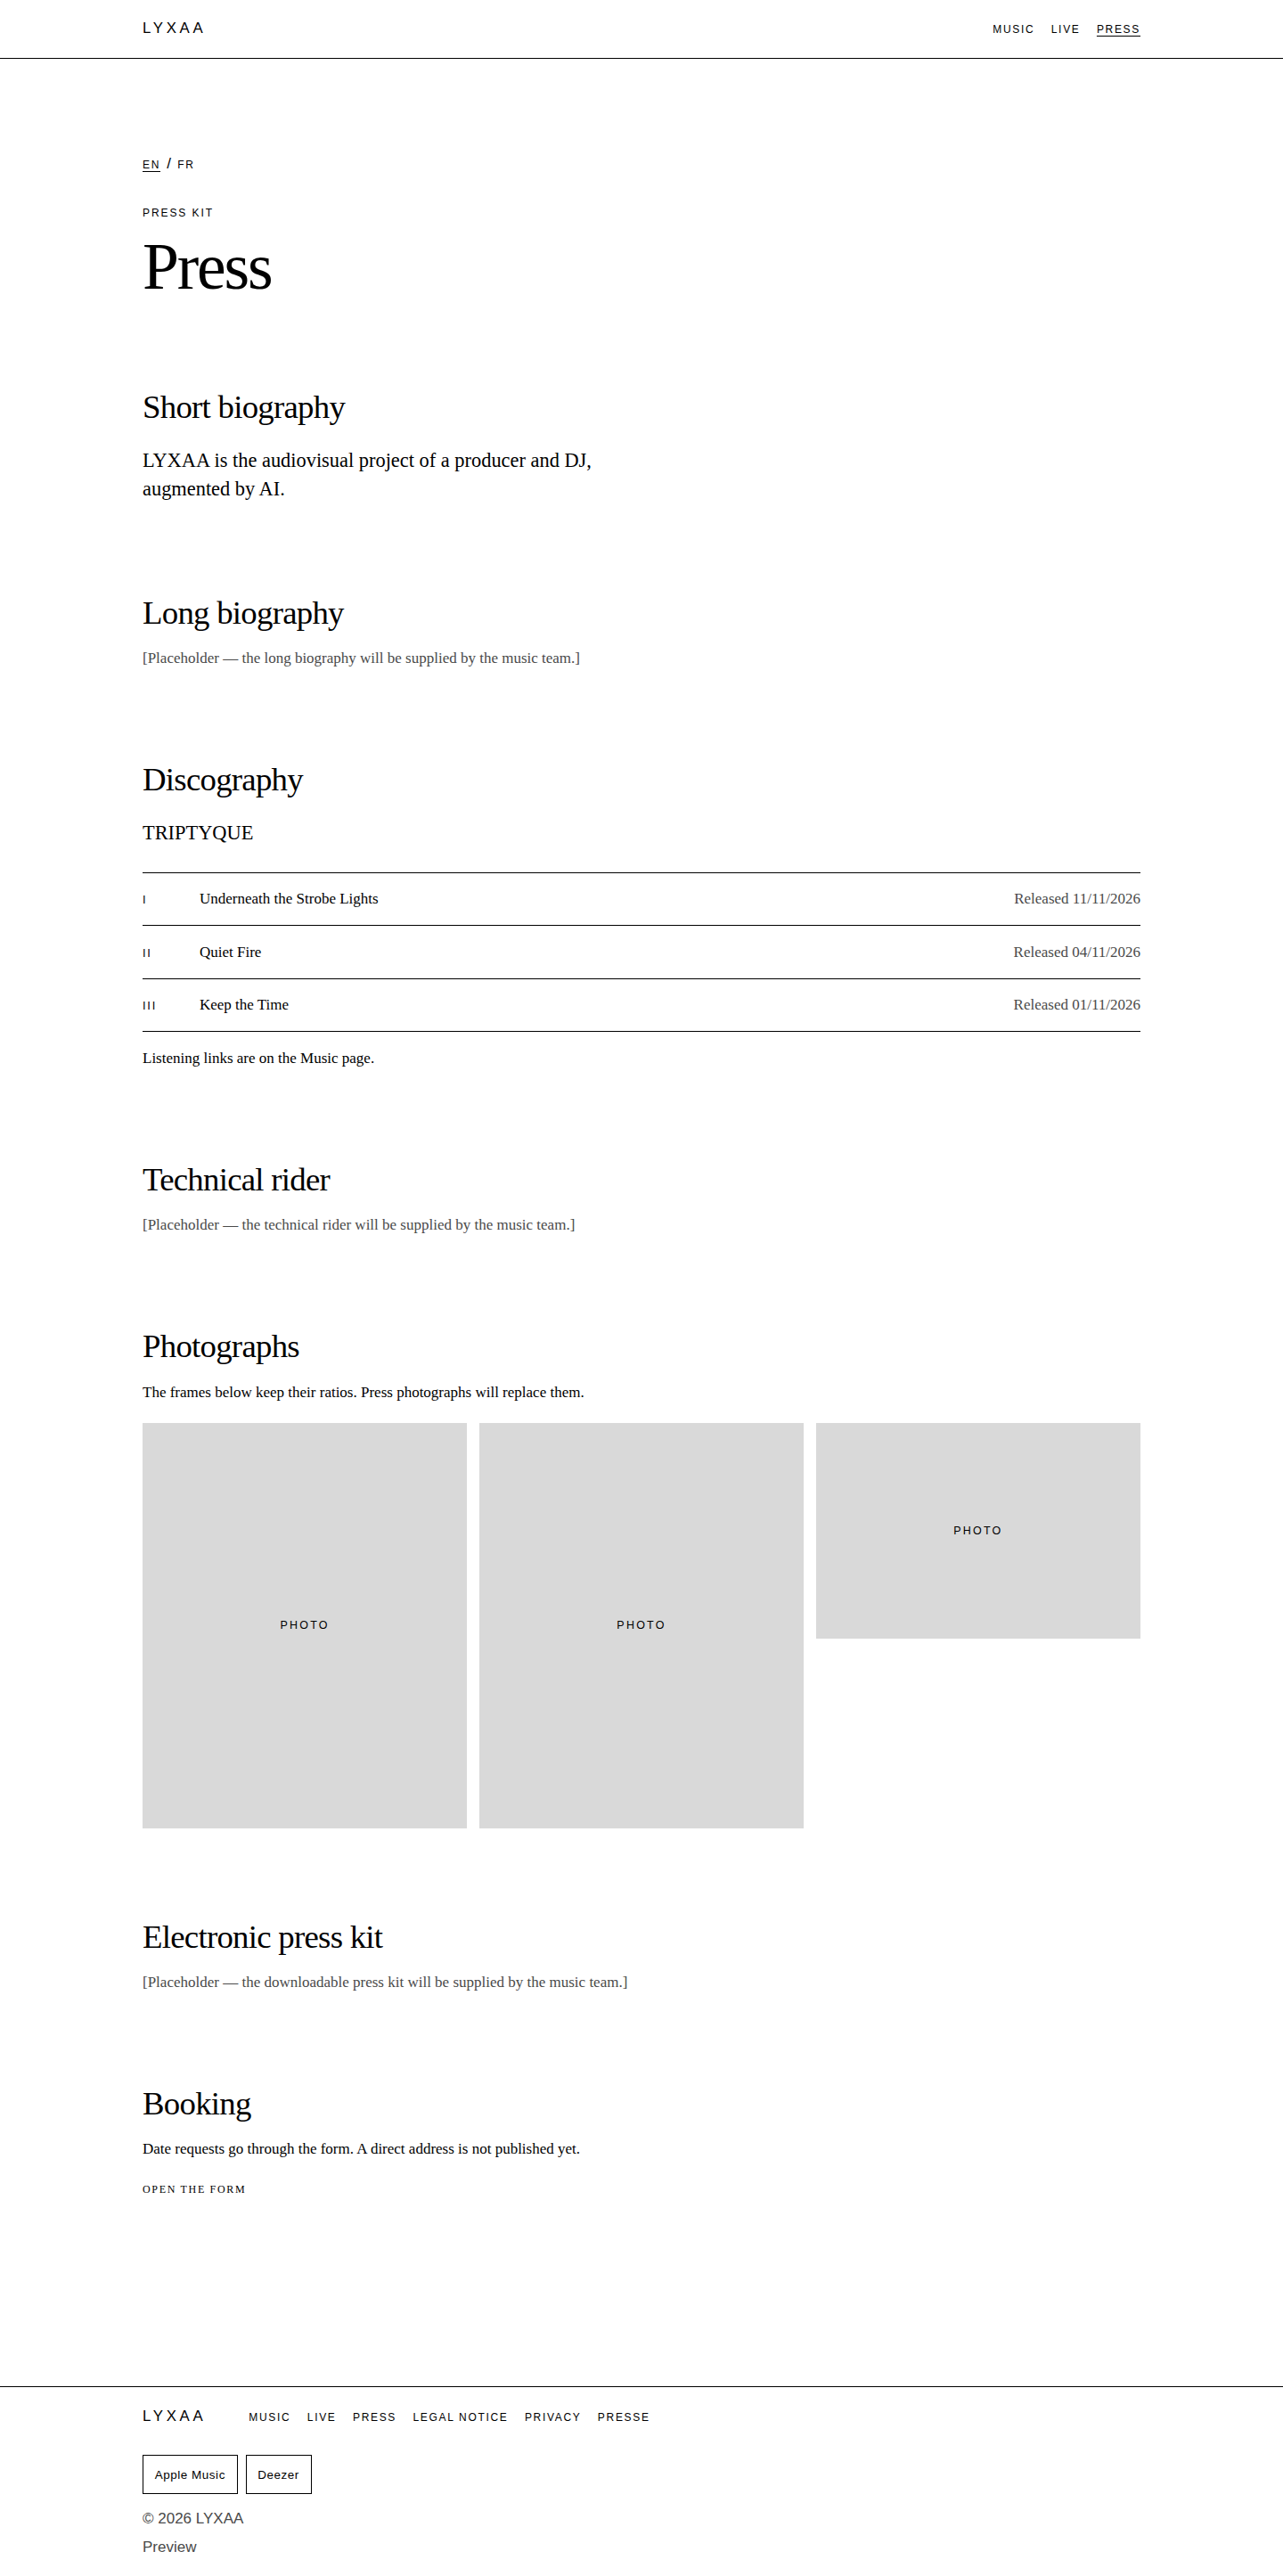 LYXAA
MUSIC LIVE PRESS
EN / FR
PRESS KIT
Press
Short biography
LYXAA is the audiovisual project of a producer and DJ,
augmented by AI.
Long biography
[Placeholder — the long biography will be supplied by the music team.]
Discography
TRIPTYQUE
I Underneath the Strobe Lights Released 11/11/2026
II Quiet Fire Released 04/11/2026
III Keep the Time Released 01/11/2026
Listening links are on the Music page.
Technical rider
[Placeholder — the technical rider will be supplied by the music team.]
Photographs
The frames below keep their ratios. Press photographs will replace them.
PHOTO
PHOTO
PHOTO
Electronic press kit
[Placeholder — the downloadable press kit will be supplied by the music team.]
Booking
Date requests go through the form. A direct address is not published yet.
OPEN THE FORM
LYXAA MUSIC LIVE PRESS LEGAL NOTICE PRIVACY PRESSE
Apple Music Deezer
© 2026 LYXAA
Preview